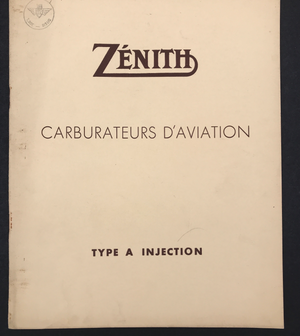 ZÉNITH
CARBURATEURS D'AVIATION
TYPE A INJECTION